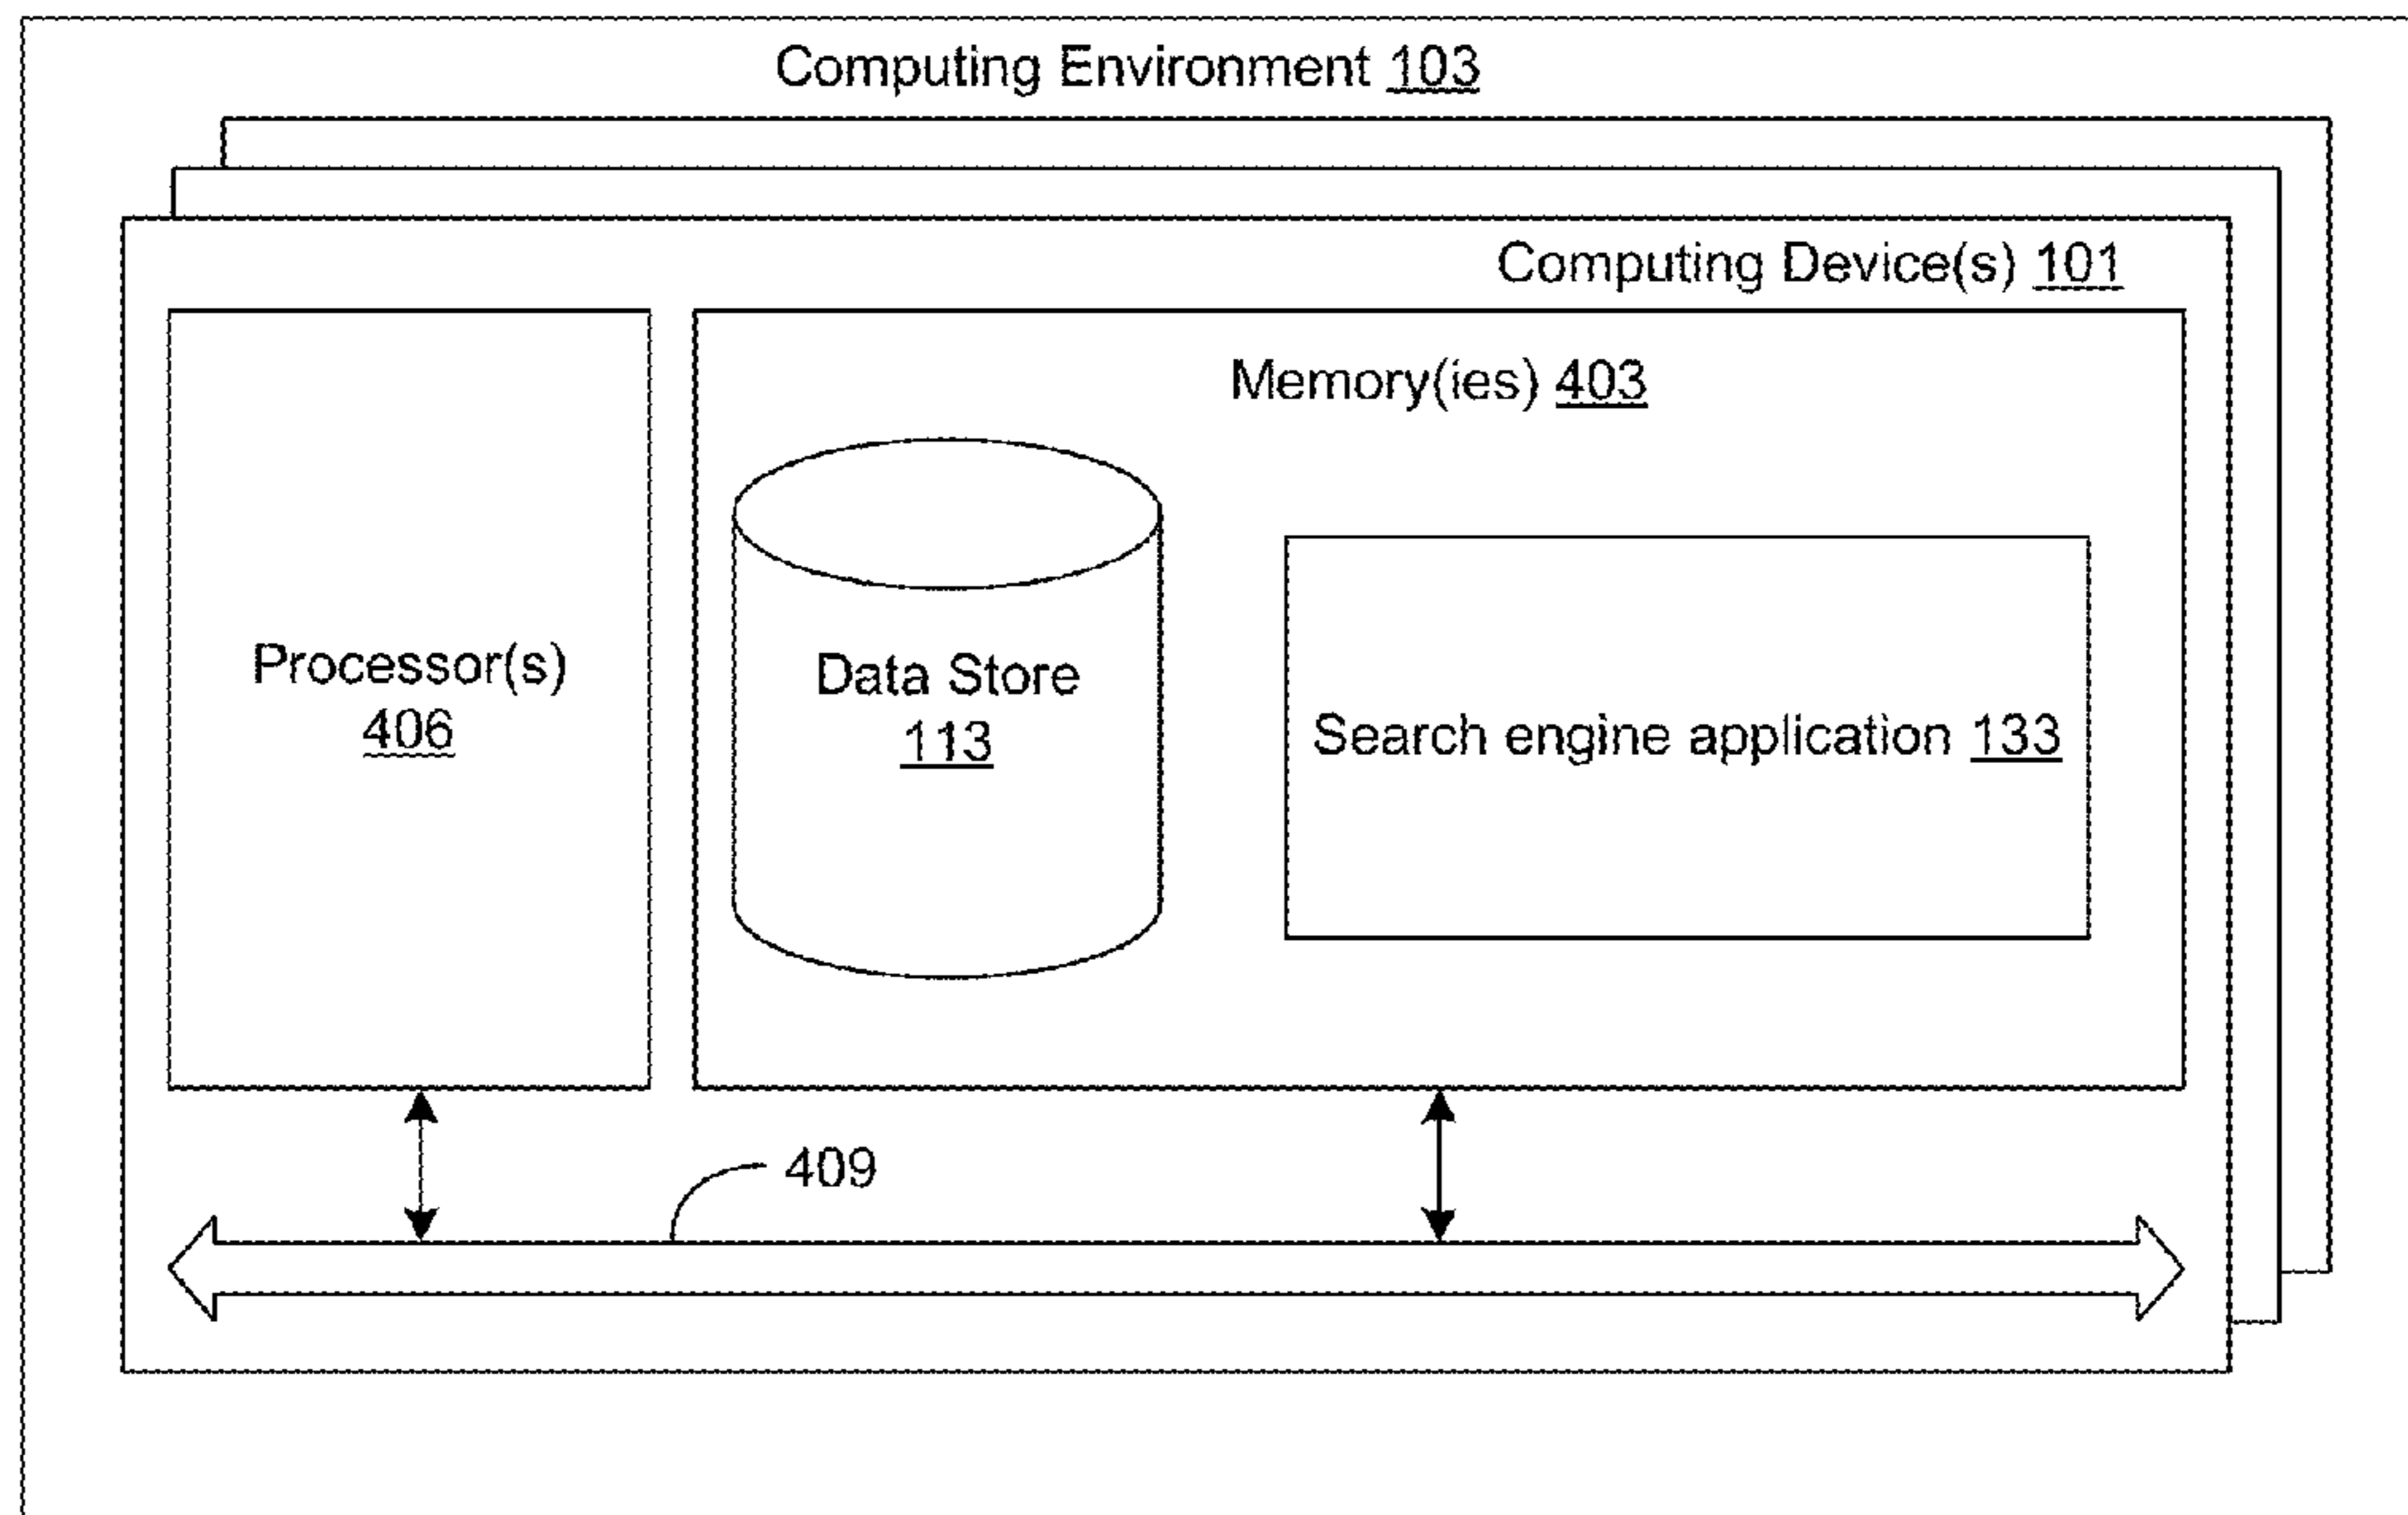 Computing Environment 103
Computing Device(s) 101
Memory(ies) 403
Processor(s)
406
Data Store
113
Search engine application 133
409